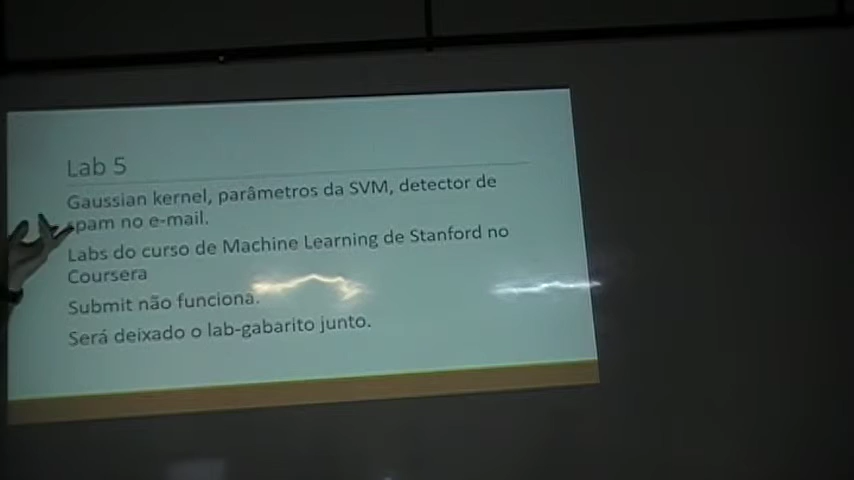 Lab 5
Gaussian kernel, parâmetros da SVM, detector de
spam no e-mail.
Labs do curso de Machine Learning de Stanford no
Coursera
Submit não funciona.
Será deixado o lab-gabarito junto.